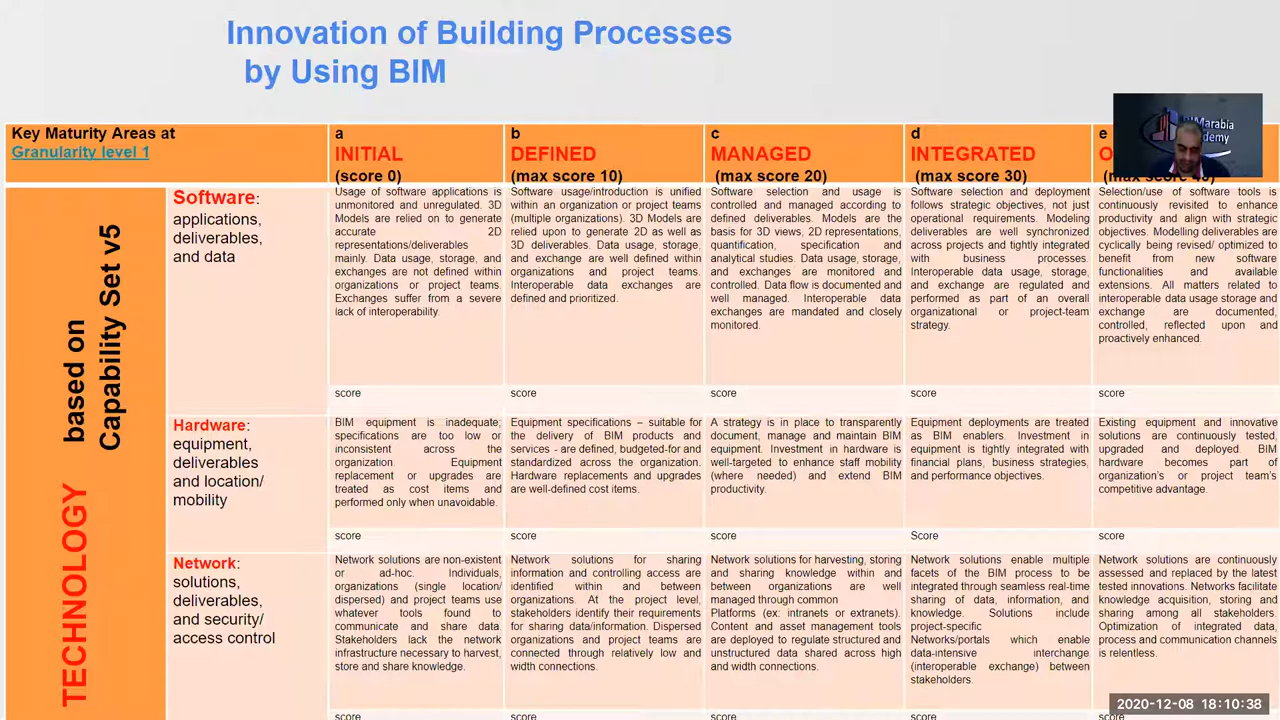 Innovation of Building Processes
by Using BIM
Marabia
demy
Key Maturity Areas at
Granularity level 1
a
INITIAL
(score 0)
b
DEFINED
(max score 10)
c
MANAGED
(max score 20)
d
INTEGRATED
(max score 30)
e
TECHNOLOGY based on
Capability Set v5
Software:
applications,
deliverables,
and data
Usage of software applications is
unmonitored and unregulated. 3D
Models are relied on to generate
accurate 2D
representations/deliverables
mainly. Data usage, storage, and
exchanges are not defined within
organizations or project teams.
Exchanges suffer from a severe
lack of interoperability.
score
Software usage/introduction is unified
within an organization or project teams
(multiple organizations). 3D Models are
relied upon to generate 2D as well as
3D deliverables. Data usage, storage,
and exchange are well defined within
organizations and project teams.
Interoperable data exchanges are
defined and prioritized.
score
Software selection and usage is
controlled and managed according to
defined deliverables. Models are the
basis for 3D views, 2D representations,
quantification, specification and
analytical studies. Data usage, storage,
and exchanges are monitored and
controlled. Data flow is documented and
well managed. Interoperable data
exchanges are mandated and closely
monitored.
score
Software selection and deployment
follows strategic objectives, not just
operational requirements. Modeling
deliverables are well synchronized
across projects and tightly integrated
with business processes.
Interoperable data usage, storage,
and exchange are regulated and
performed as part of an overall
organizational or project-team
strategy.
score
Selection/use of software tools is
continuously revisited to enhance
productivity and align with strategic
objectives. Modelling deliverables are
cyclically being revised/ optimized to
benefit from new software
functionalities and available
extensions. All matters related to
interoperable data usage storage and
exchange are documented,
controlled, reflected upon and
proactively enhanced.
score
Hardware:
equipment,
deliverables
and location/
mobility
BIM equipment is inadequate;
specifications are too low or
inconsistent across the
organization. Equipment
replacement or upgrades are
treated as cost items and
performed only when unavoidable.
score
Equipment specifications – suitable for
the delivery of BIM products and
services - are defined, budgeted-for and
standardized across the organization.
Hardware replacements and upgrades
are well-defined cost items.
score
A strategy is in place to transparently
document, manage and maintain BIM
equipment. Investment in hardware is
well-targeted to enhance staff mobility
(where needed) and extend BIM
productivity.
score
Equipment deployments are treated
as BIM enablers. Investment in
equipment is tightly integrated with
financial plans, business strategies,
and performance objectives.
Score
Existing equipment and innovative
solutions are continuously tested,
upgraded and deployed. BIM
hardware becomes part of
organization's or project team's
competitive advantage.
score
Network:
solutions,
deliverables,
and security/
access control
Network solutions are non-existent
or ad-hoc. Individuals,
organizations (single location/
dispersed) and project teams use
whatever tools found to
communicate and share data.
Stakeholders lack the network
infrastructure necessary to harvest,
store and share knowledge.
score
Network solutions for sharing
information and controlling access are
identified within and between
organizations. At the project level,
stakeholders identify their requirements
for sharing data/information. Dispersed
organizations and project teams are
connected through relatively low and
width connections.
score
Network solutions for harvesting, storing
and sharing knowledge within and
between organizations are well
managed through common
Platforms (ex: intranets or extranets).
Content and asset management tools
are deployed to regulate structured and
unstructured data shared across high
and width connections.
score
Network solutions enable multiple
facets of the BIM process to be
integrated through seamless real-time
sharing of data, information, and
knowledge. Solutions include
project-specific
Networks/portals which enable
data-intensive interchange
(interoperable exchange) between
stakeholders.
score
Network solutions are continuously
assessed and replaced by the latest
tested innovations. Networks facilitate
knowledge acquisition, storing and
sharing among all stakeholders.
Optimization of integrated data,
process and communication channels
is relentless.
2020-12-08 18:10:38